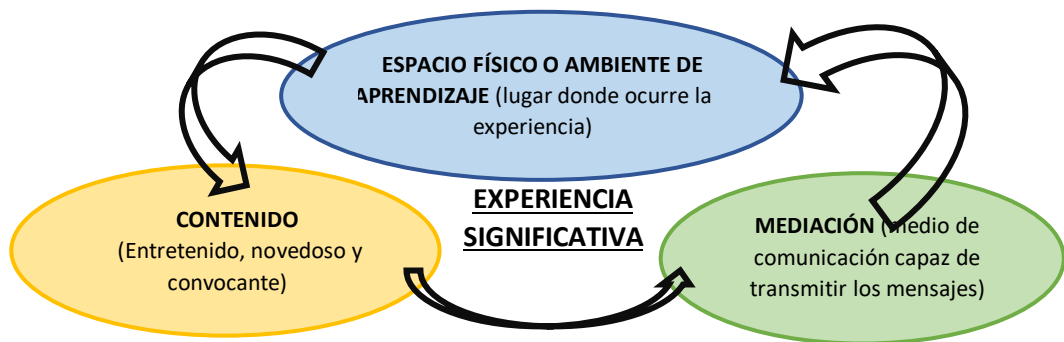 ESPACIO FÍSICO O AMBIENTE DE
APRENDIZAJE (lugar donde ocurre la
experiencia)
EXPERIENCIA
SIGNIFICATIVA
CONTENIDO
(Entretenido, novedoso y
convocante)
MEDIACIÓN (medio de
comunicación capaz de
transmitir los mensajes)